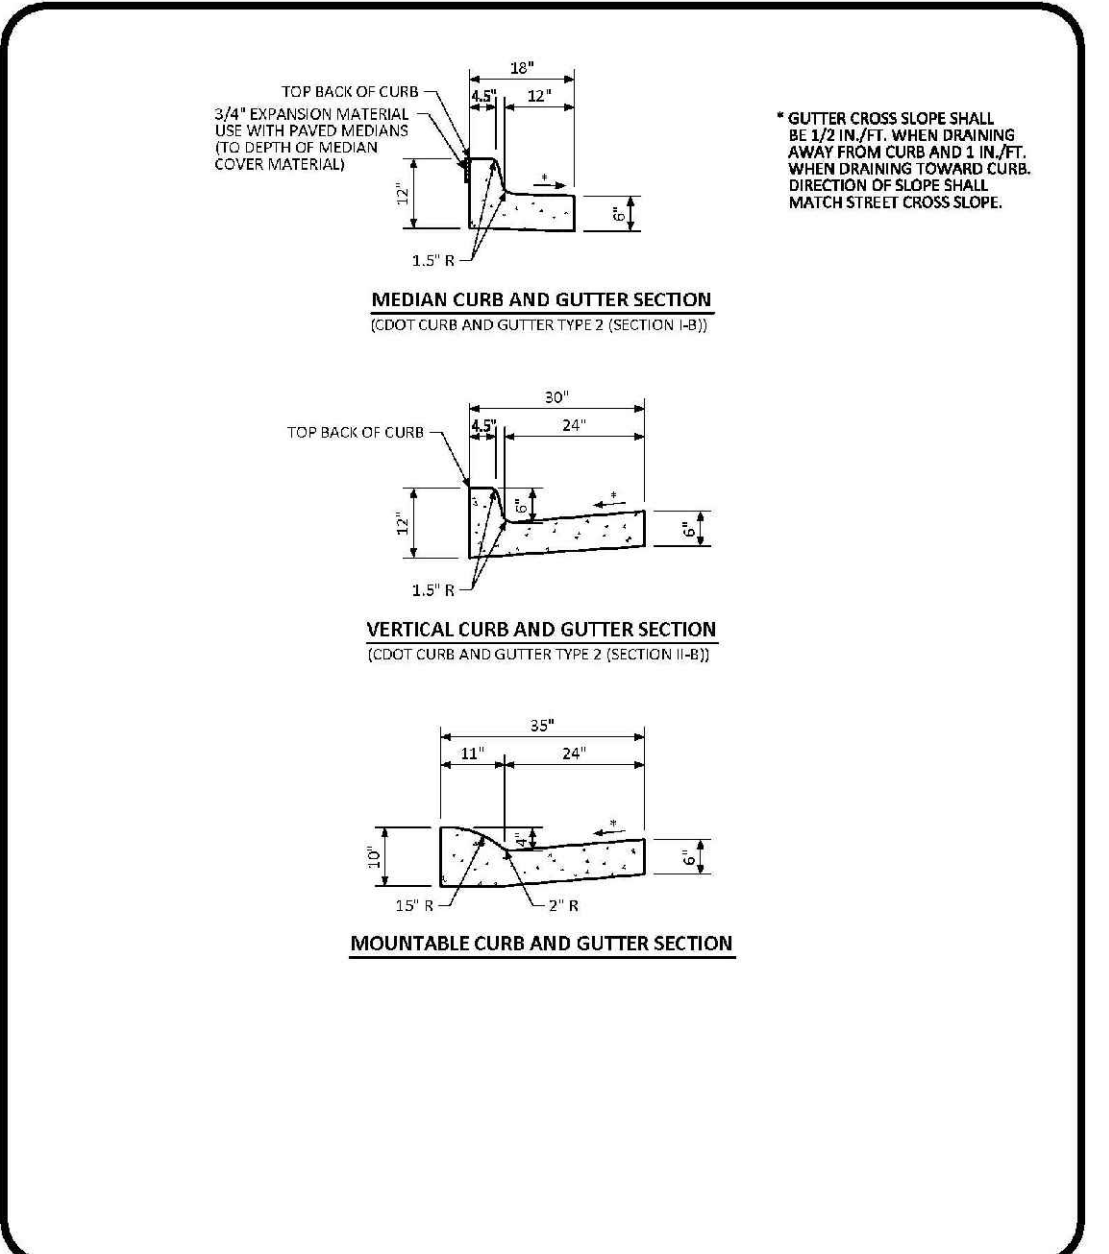 18"
TOP BACK OF CURB
4.5"
12"
3/4" EXPANSION MATERIAL
USE WITH PAVED MEDIANS
(TO DEPTH OF MEDIAN
COVER MATERIAL)
* GUTTER CROSS SLOPE SHALL
BE 1/2 IN./FT. WHEN DRAINING
AWAY FROM CURB AND 1 IN./FT.
WHEN DRAINING TOWARD CURB.
DIRECTION OF SLOPE SHALL
MATCH STREET CROSS SLOPE.
*
12"
6"
1.5" R
MEDIAN CURB AND GUTTER SECTION
(CDOT CURB AND GUTTER TYPE 2 (SECTION I-B))
30"
4.5"
24"
TOP BACK OF CURB
*
12"
6"
6"
1.5" R
VERTICAL CURB AND GUTTER SECTION
(CDOT CURB AND GUTTER TYPE 2 (SECTION II-B))
35"
11"
24"
*
10"
4"
6"
15" R
2" R
MOUNTABLE CURB AND GUTTER SECTION